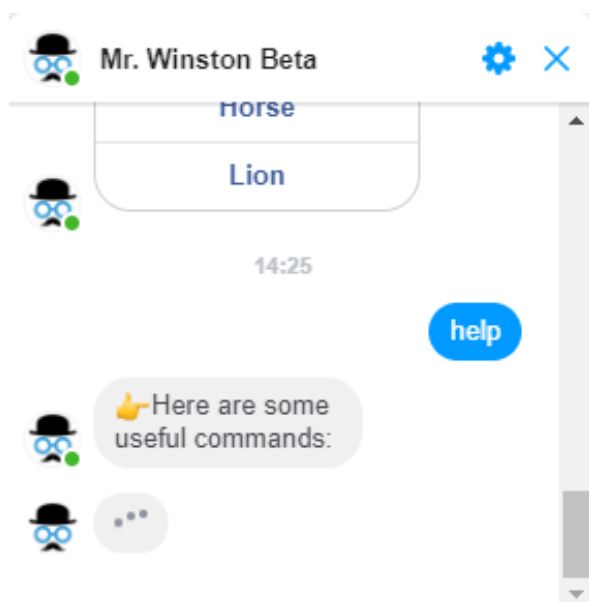 Mr. Winston Beta
Horse
Lion
14:25
help
👉Here are some
useful commands: